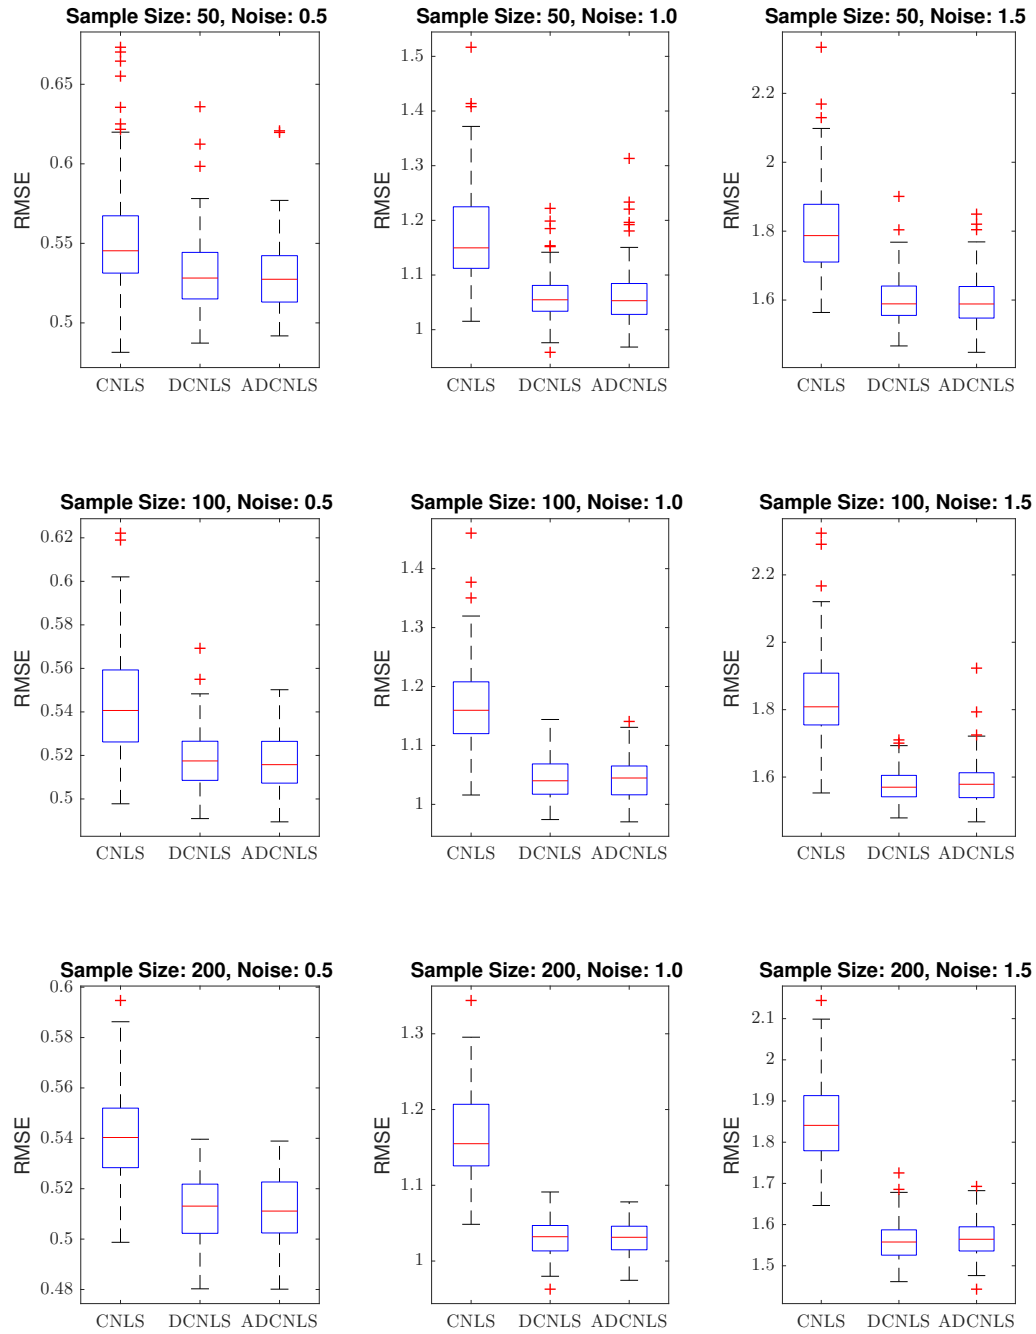 Sample Size: 50, Noise: 0.5
RMSE
0.65
0.6
0.55
0.5
CNLS DCNLS ADCNLS
Sample Size: 50, Noise: 1.0
RMSE
1.5
1.4
1.3
1.2
1.1
1
CNLS DCNLS ADCNLS
Sample Size: 50, Noise: 1.5
RMSE
2.2
2
1.8
1.6
CNLS DCNLS ADCNLS
Sample Size: 100, Noise: 0.5
RMSE
0.62
0.6
0.58
0.56
0.54
0.52
0.5
CNLS DCNLS ADCNLS
Sample Size: 100, Noise: 1.0
RMSE
1.4
1.3
1.2
1.1
1
CNLS DCNLS ADCNLS
Sample Size: 100, Noise: 1.5
RMSE
2.2
2
1.8
1.6
CNLS DCNLS ADCNLS
Sample Size: 200, Noise: 0.5
RMSE
0.6
0.58
0.56
0.54
0.52
0.5
0.48
CNLS DCNLS ADCNLS
Sample Size: 200, Noise: 1.0
RMSE
1.3
1.2
1.1
1
CNLS DCNLS ADCNLS
Sample Size: 200, Noise: 1.5
RMSE
2.1
2
1.9
1.8
1.7
1.6
1.5
CNLS DCNLS ADCNLS